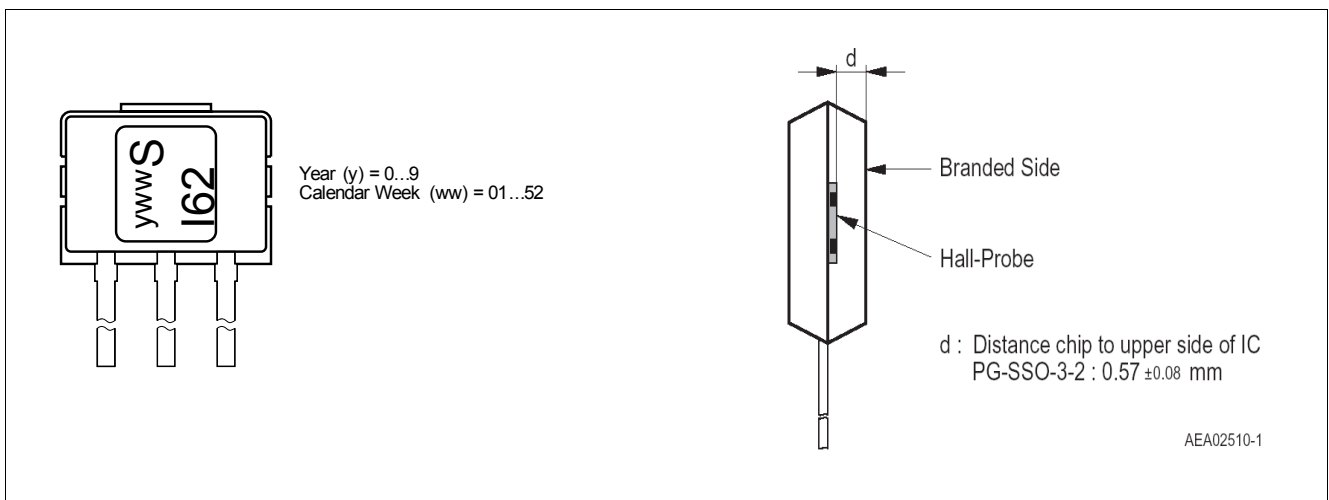 ywwS
I62
Year (y) = 0...9
Calendar Week (ww) = 01...52
d
Branded Side
Hall-Probe
d : Distance chip to upper side of IC
PG-SSO-3-2 : 0.57 ±0.08 mm
AEA02510-1